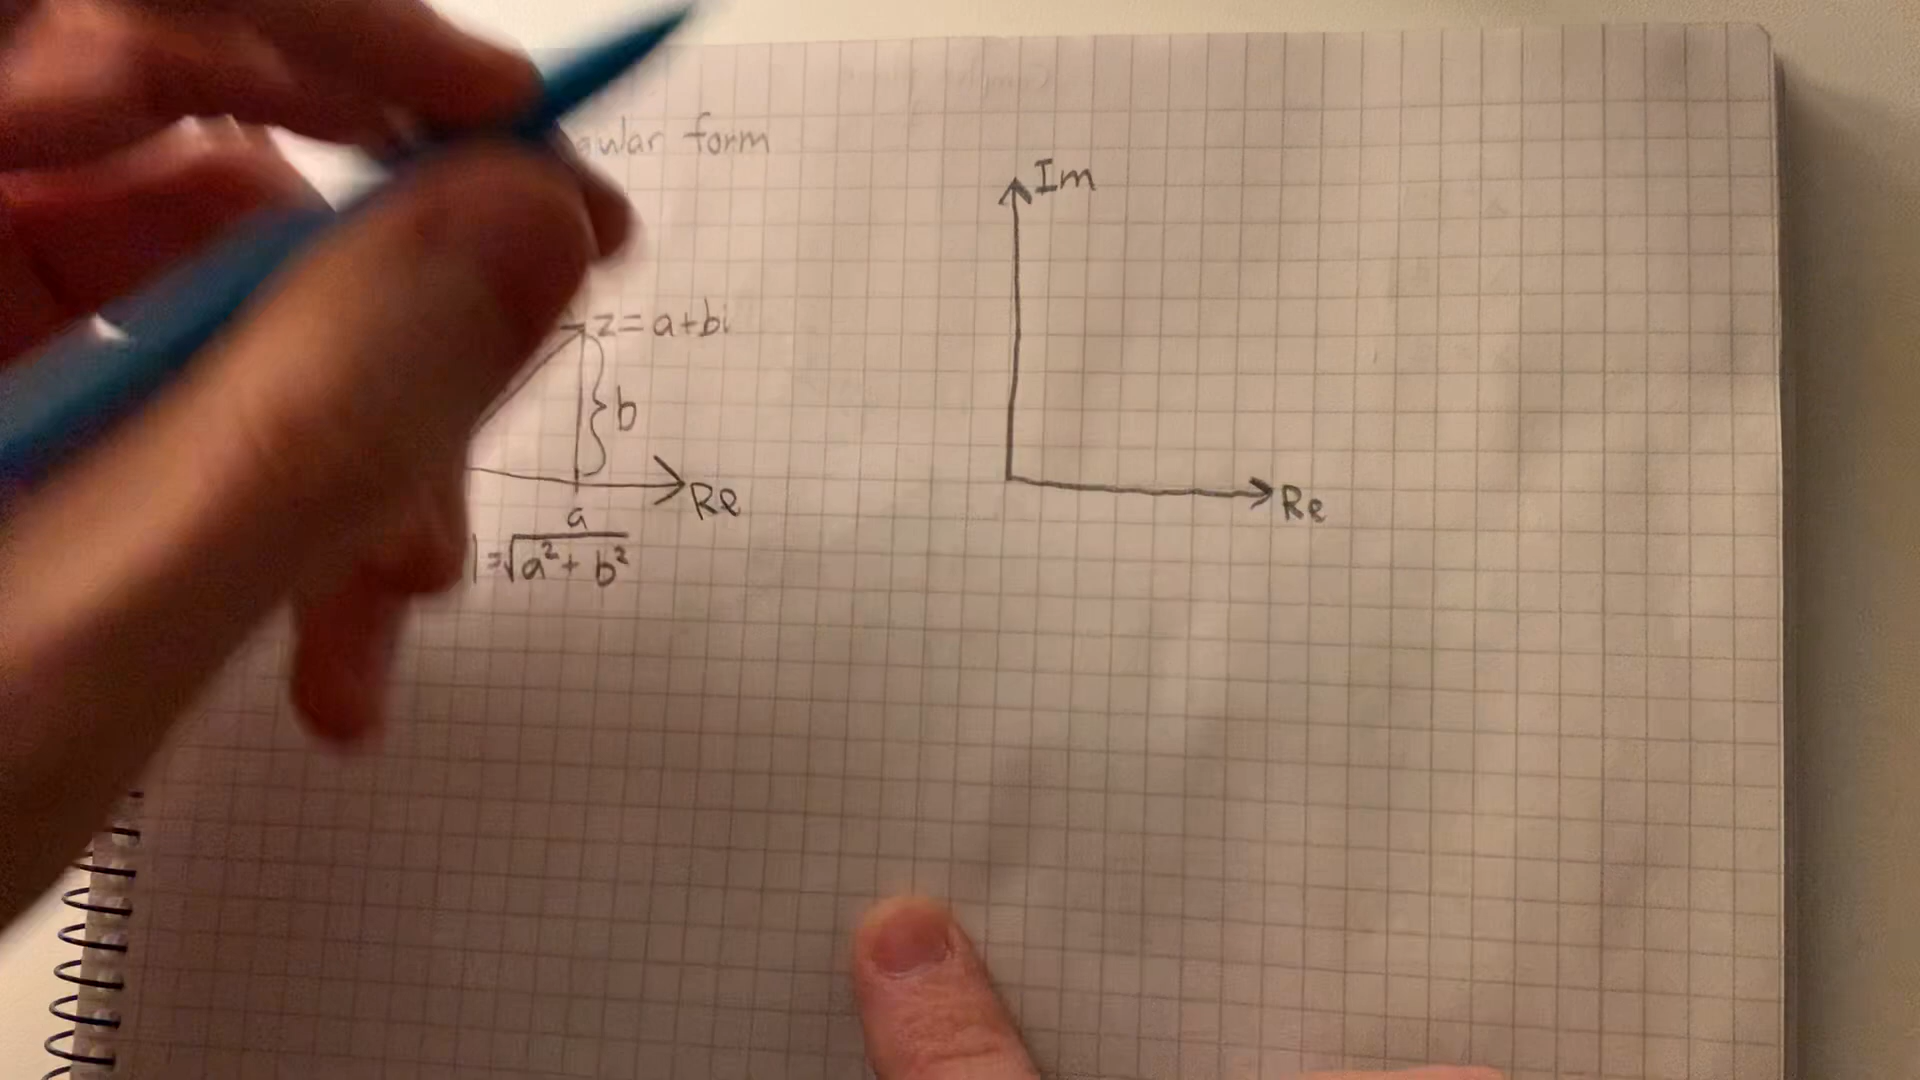 form
Im
z = a+bi
b
Re
Re
a
= √a² + b²